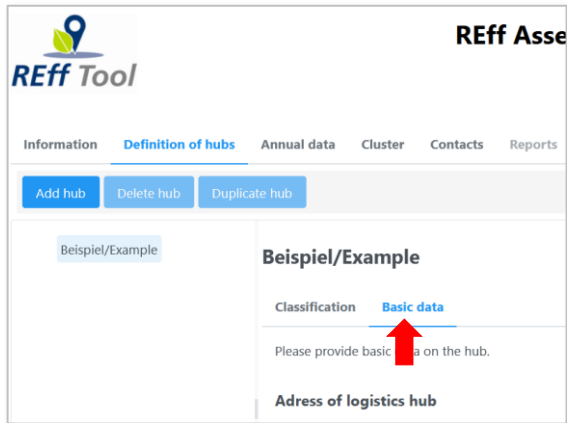 REff Asse
REff Tool
Information Definition of hubs Annual data Cluster Contacts Reports
Add hub Delete hub Duplicate hub
Beispiel/Example
Beispiel/Example
Classification Basic data
Please provide basic a on the hub.
Adress of logistics hub